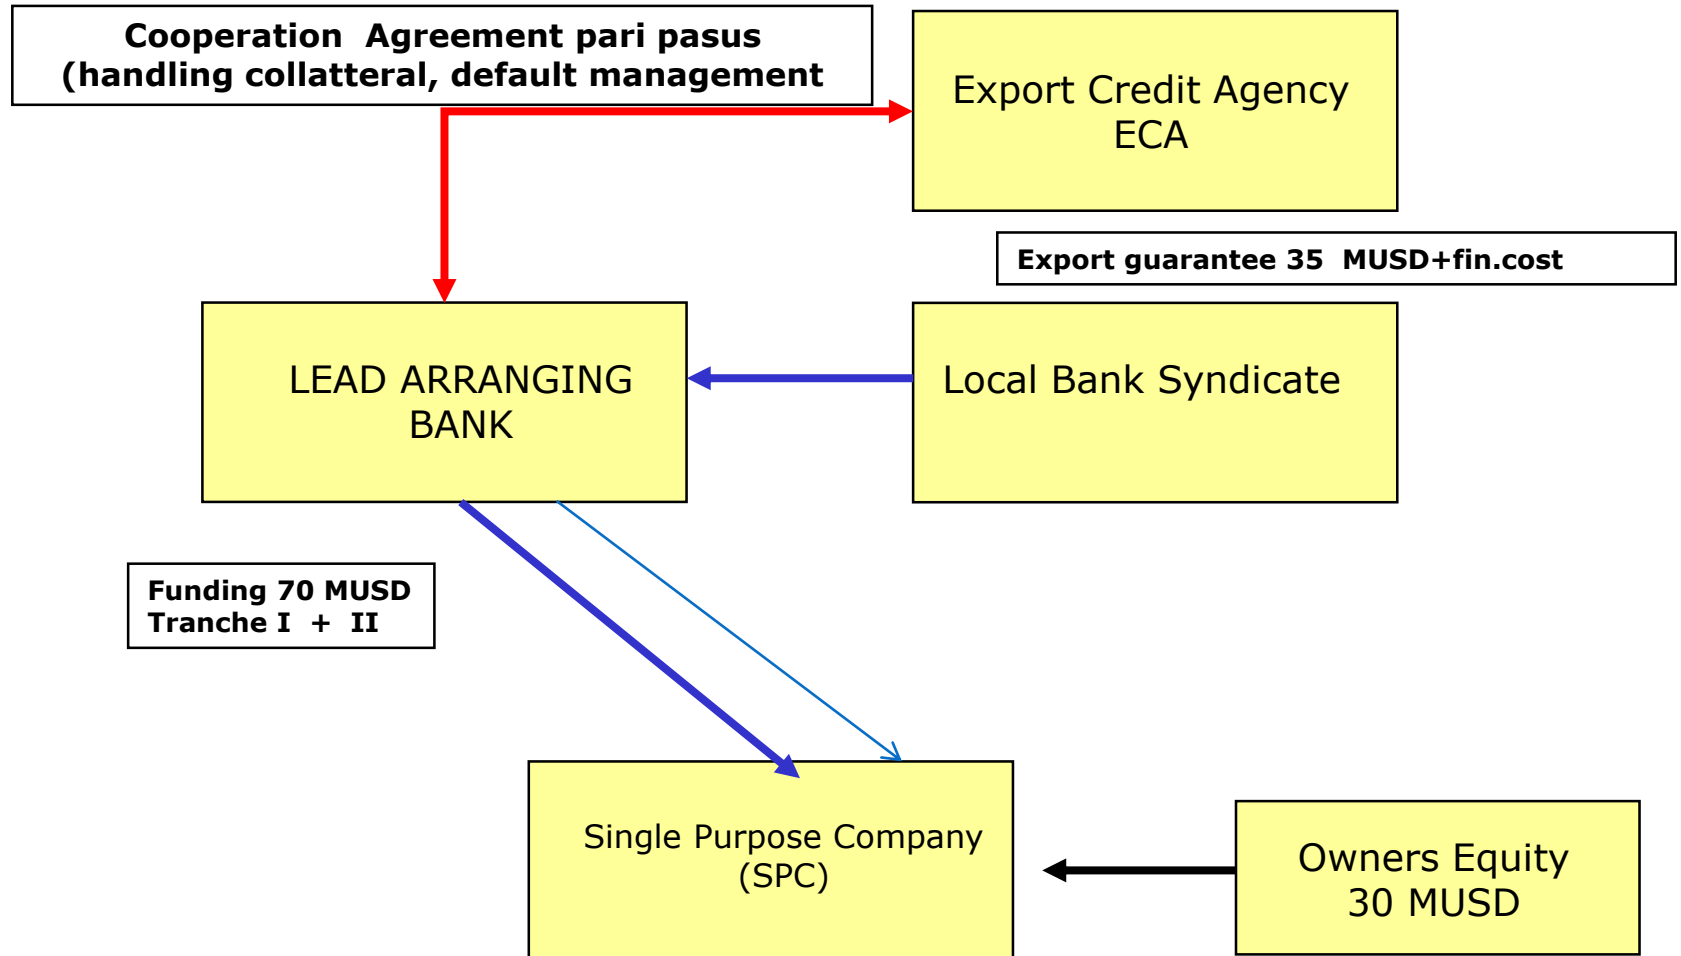 Cooperation Agreement pari pasus
(handling collatteral, default management
Export Credit Agency
ECA
Export guarantee 35 MUSD+fin.cost
LEAD ARRANGING
BANK
Local Bank Syndicate
Funding 70 MUSD
Tranche I + II
Single Purpose Company
(SPC)
Owners Equity
30 MUSD